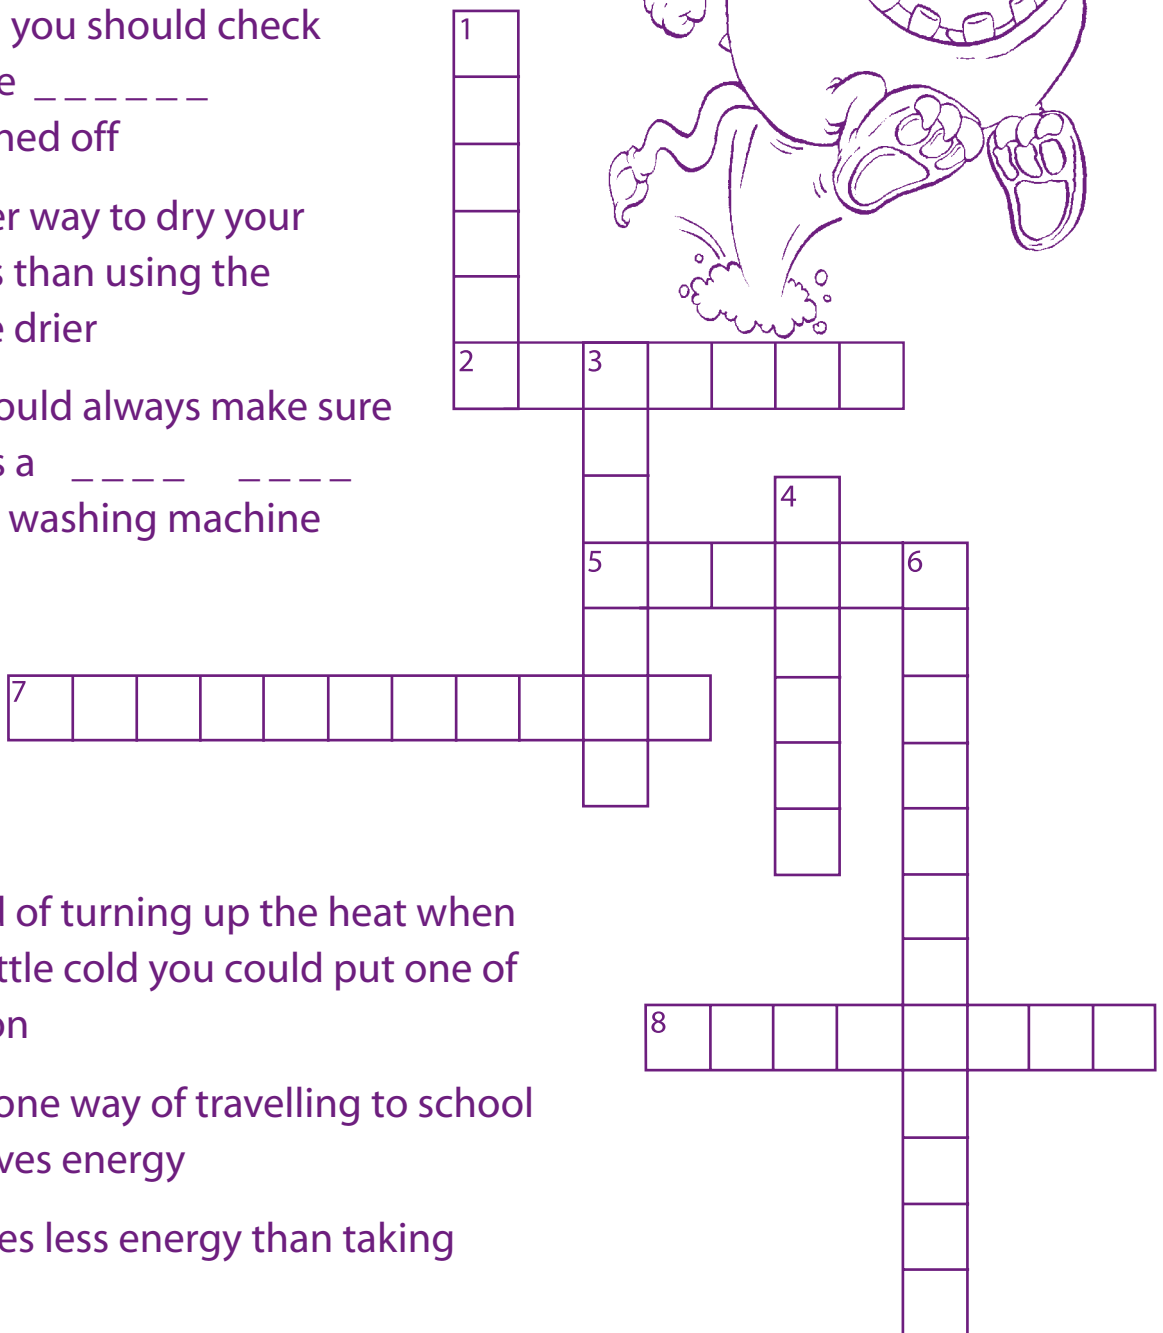 you should check
e _ _ _ _ _ _
ned off
er way to dry your
s than using the
e drier
ould always make sure
s a _ _ _ _ _ _ _ _
washing machine
1
2 3
4
5 6
7
l of turning up the heat when
ttle cold you could put one of
on
8
one way of travelling to school
ves energy
es less energy than taking